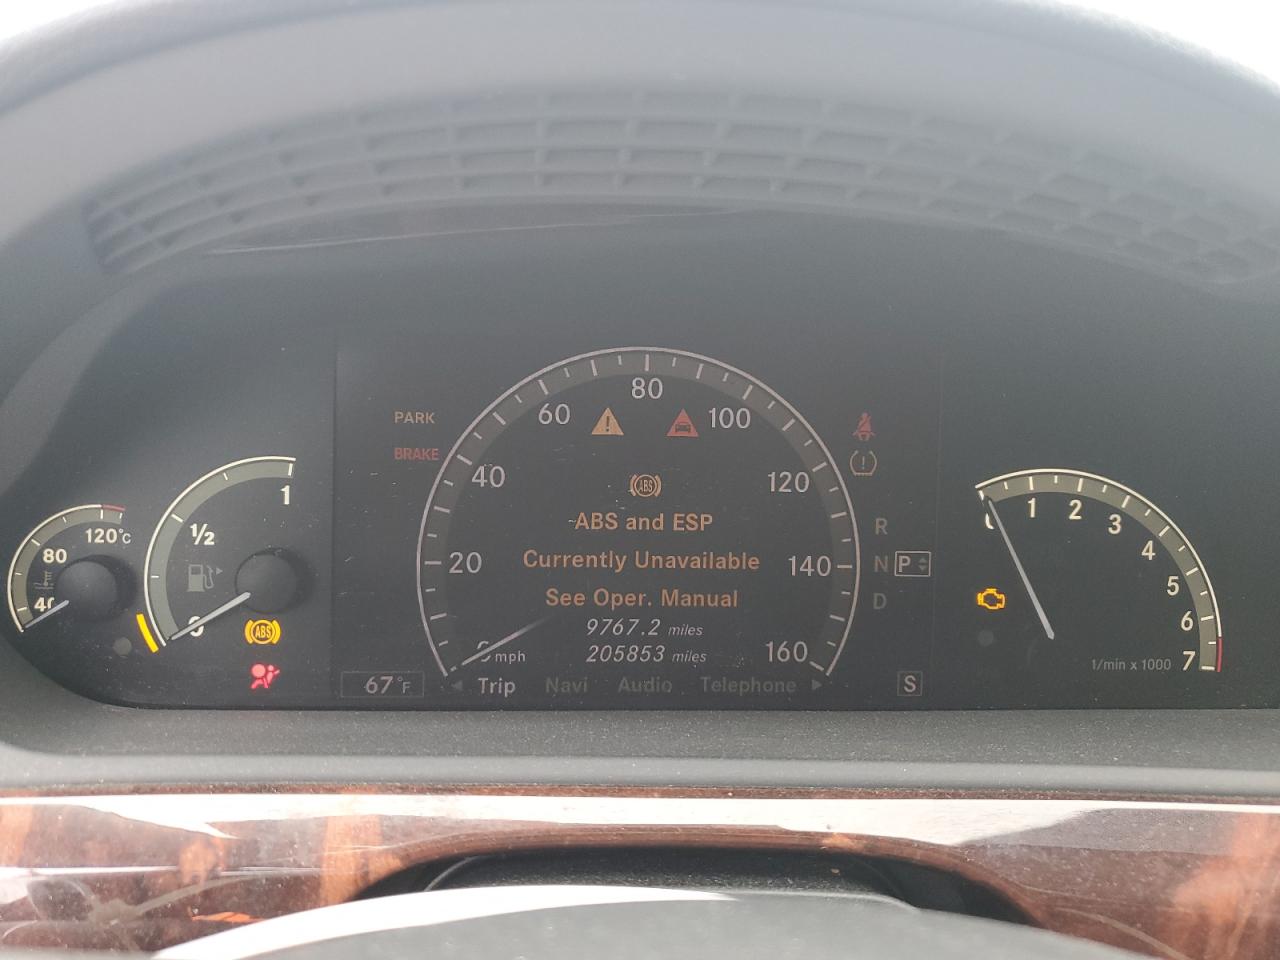 PARK
BRAKE
80
60
100
40
120
20
140
160
mph
ABS
ABS and ESP
Currently Unavailable
See Oper. Manual
9767.2 miles
205853 miles
Trip Navi Audio Telephone
67°F
1
½
120°C
80
ABS
R
N
P
D
S
1
2
3
4
5
6
7
1/min x 1000